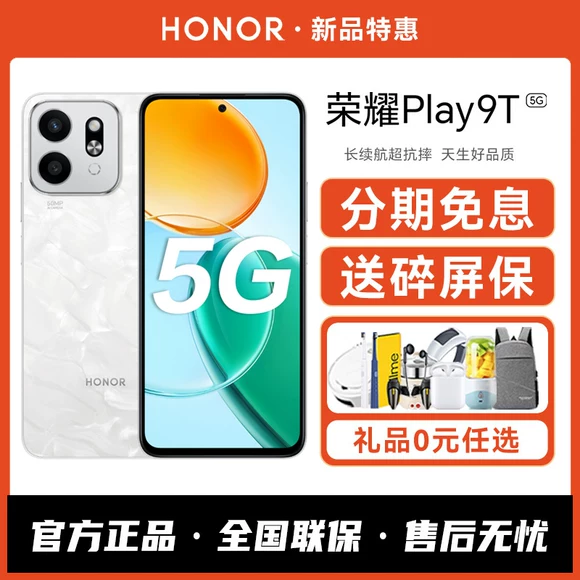 HONOR · 新品特惠
荣耀Play9T 5G
长续航超抗摔 天生好品质
分期免息
送碎屏保
礼品0元任选
5G
HONOR
官方正品 · 全国联保 · 售后无忧